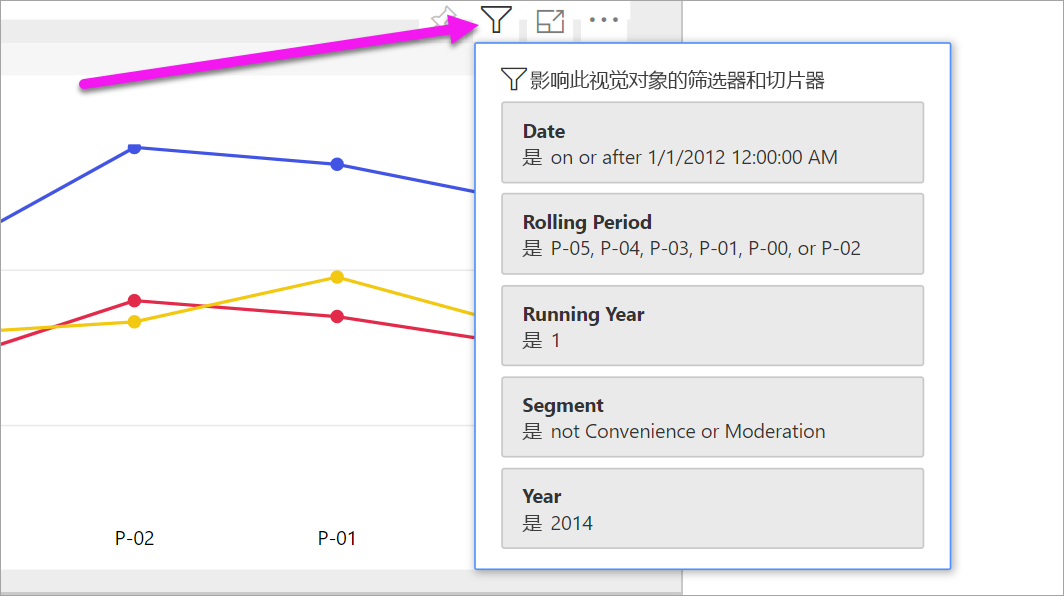 影响此视觉对象的筛选器和切片器
Date
是 on or after 1/1/2012 12:00:00 AM
Rolling Period
是 P-05, P-04, P-03, P-01, P-00, or P-02
Running Year
是 1
Segment
是 not Convenience or Moderation
Year
是 2014
P-02 P-01